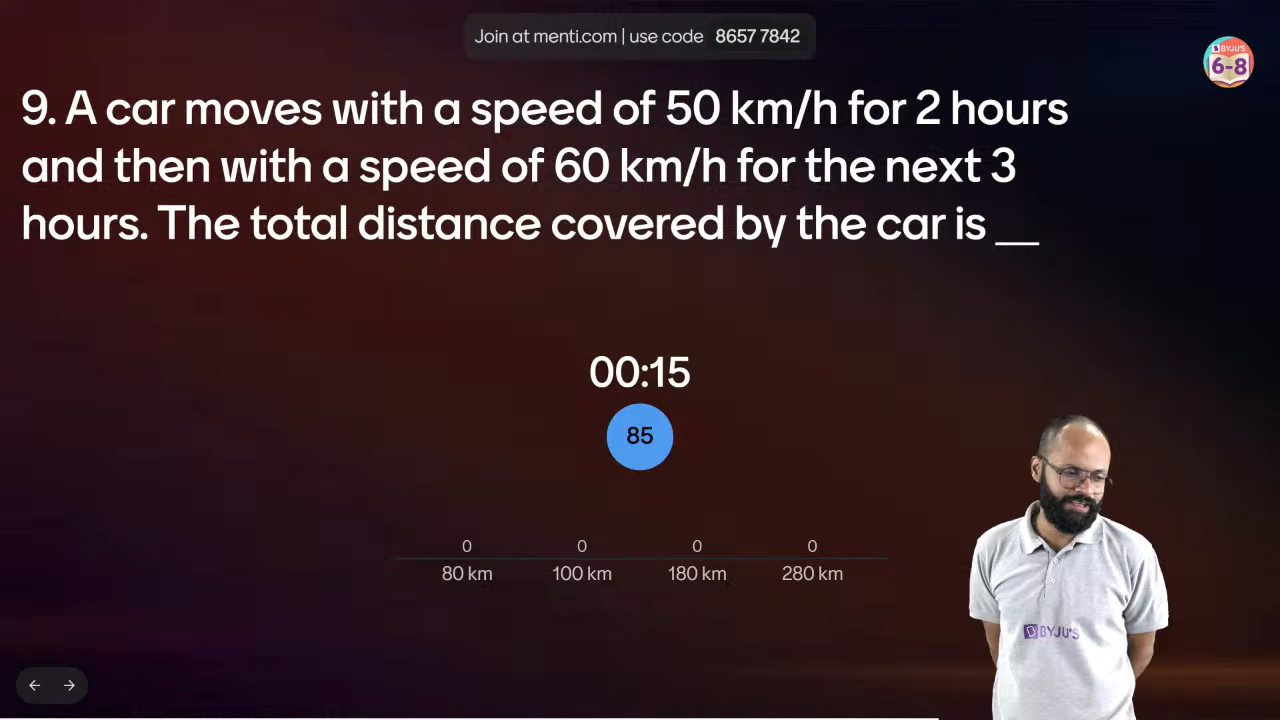 Join at menti.com | use code 8657 7842
BYJU'S
6-8
9. A car moves with a speed of 50 km/h for 2 hours
and then with a speed of 60 km/h for the next 3
hours. The total distance covered by the car is __
00:15
85
0 0 0 0
80 km 100 km 180 km 280 km
BYJU'S